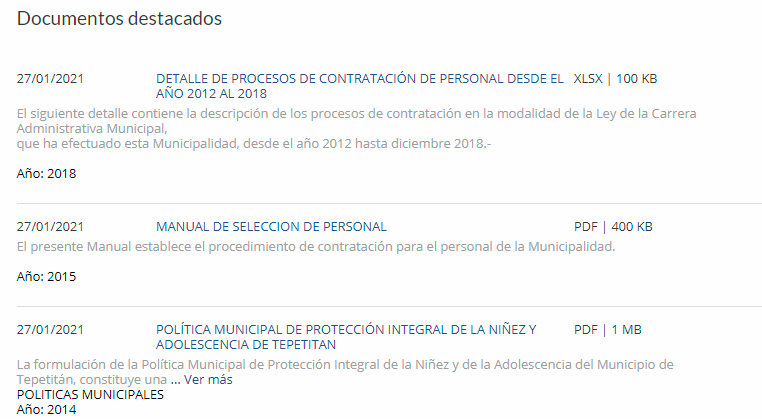 Documentos destacados
27/01/2021 DETALLE DE PROCESOS DE CONTRATACIÓN DE PERSONAL DESDE EL XLSX | 100 KB
AÑO 2012 AL 2018
El siguiente detalle contiene la descripción de los procesos de contratación en la modalidad de la Ley de la Carrera
Administrativa Municipal,
que ha efectuado esta Municipalidad, desde el año 2012 hasta diciembre 2018.-
Año: 2018
27/01/2021 MANUAL DE SELECCION DE PERSONAL PDF | 400 KB
El presente Manual establece el procedimiento de contratación para el personal de la Municipalidad.
Año: 2015
27/01/2021 POLÍTICA MUNICIPAL DE PROTECCIÓN INTEGRAL DE LA NIÑEZ Y PDF | 1 MB
ADOLESCENCIA DE TEPETITAN
La formulación de la Política Municipal de Protección Integral de la Niñez y de la Adolescencia del Municipio de
Tepetitán, constituye una ... Ver más
POLITICAS MUNICIPALES
Año: 2014